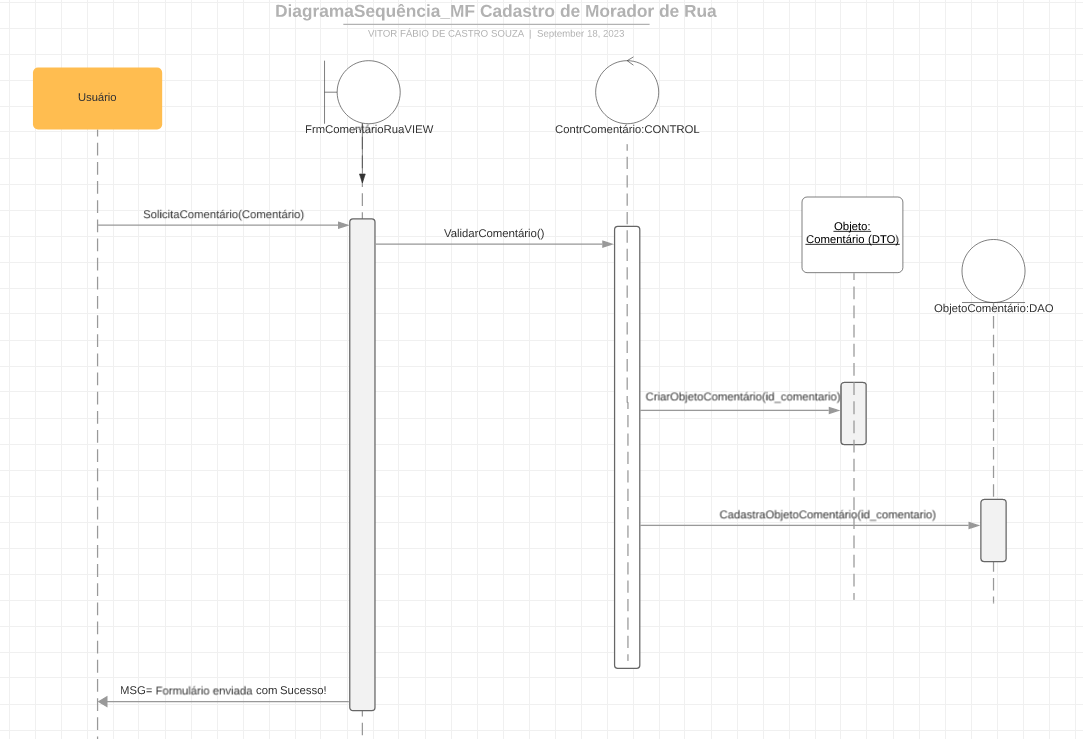 DiagramaSequência_MF Cadastro de Morador de Rua
VITOR FÁBIO DE CASTRO SOUZA | September 18, 2023
Usuário
FrmComentárioRuaVIEW
ContrComentário:CONTROL
SolicitaComentário(Comentário)
ValidarComentário()
Objeto:
Comentário (DTO)
ObjetoComentário:DAO
CriarObjetoComentário(id_comentario)
CadastraObjetoComentário(id_comentario)
MSG= Formulário enviada com Sucesso!